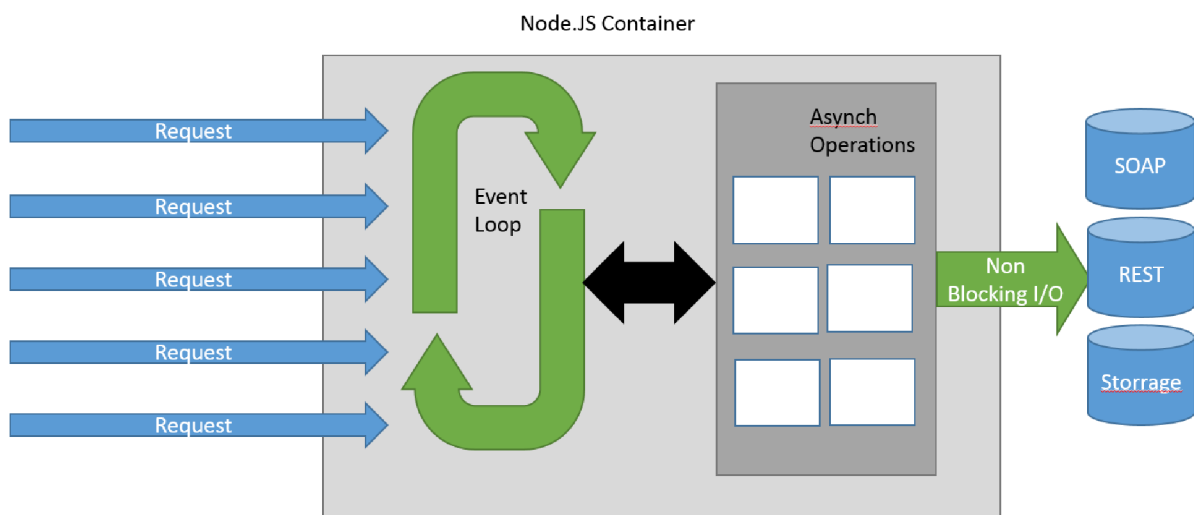 Node.JS Container
Request
Request
Request
Request
Request
Event
Loop
Asynch
Operations
Non
Blocking I/O
SOAP
REST
Storrage